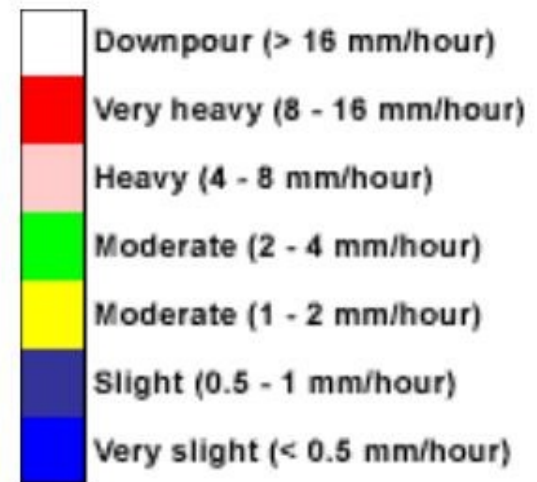 Downpour (> 16 mm/hour)
Very heavy (8 - 16 mm/hour)
Heavy (4 - 8 mm/hour)
Moderate (2 - 4 mm/hour)
Moderate (1 - 2 mm/hour)
Slight (0.5 - 1 mm/hour)
Very slight (< 0.5 mm/hour)